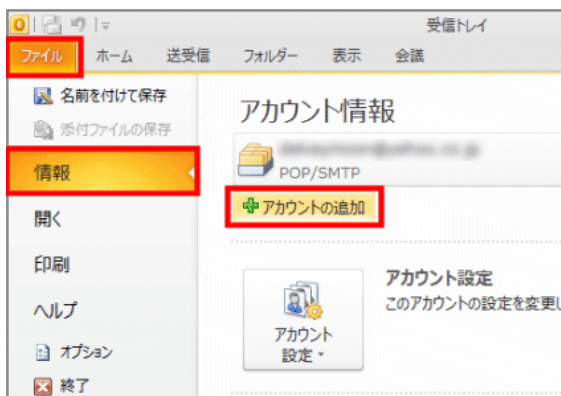 受信トレイ
ファイル ホーム 送受信 フォルダー 表示 会議
名前を付けて保存
添付ファイルの保存
情報
開く
印刷
ヘルプ
オプション
終了
アカウント情報
POP/SMTP
アカウントの追加
アカウント
設定
アカウント設定
このアカウントの設定を変更し